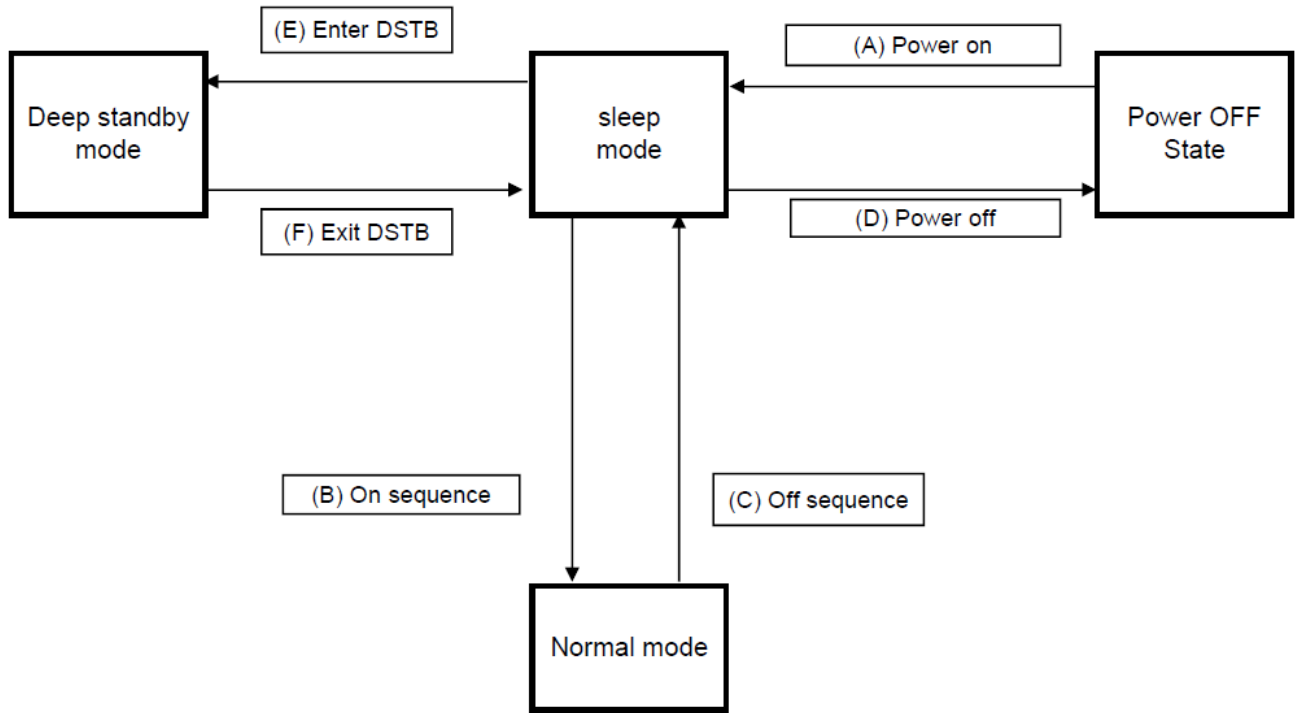 (E) Enter DSTB
(A) Power on
Deep standby
mode
sleep
mode
Power OFF
State
(F) Exit DSTB
(D) Power off
(B) On sequence
(C) Off sequence
Normal mode